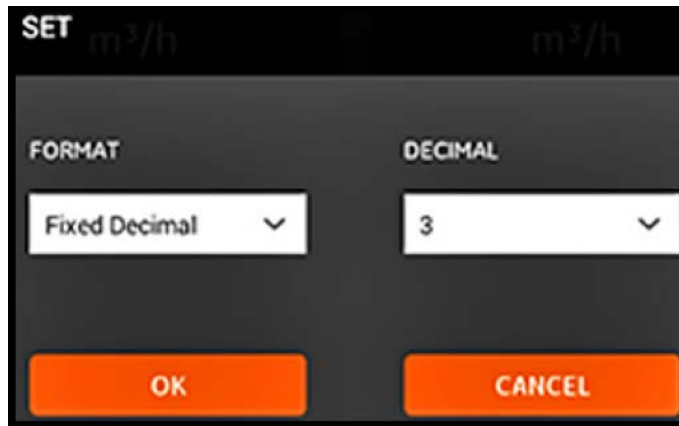 SET
m³/h m³/h
FORMAT DECIMAL
Fixed Decimal 3
OK CANCEL